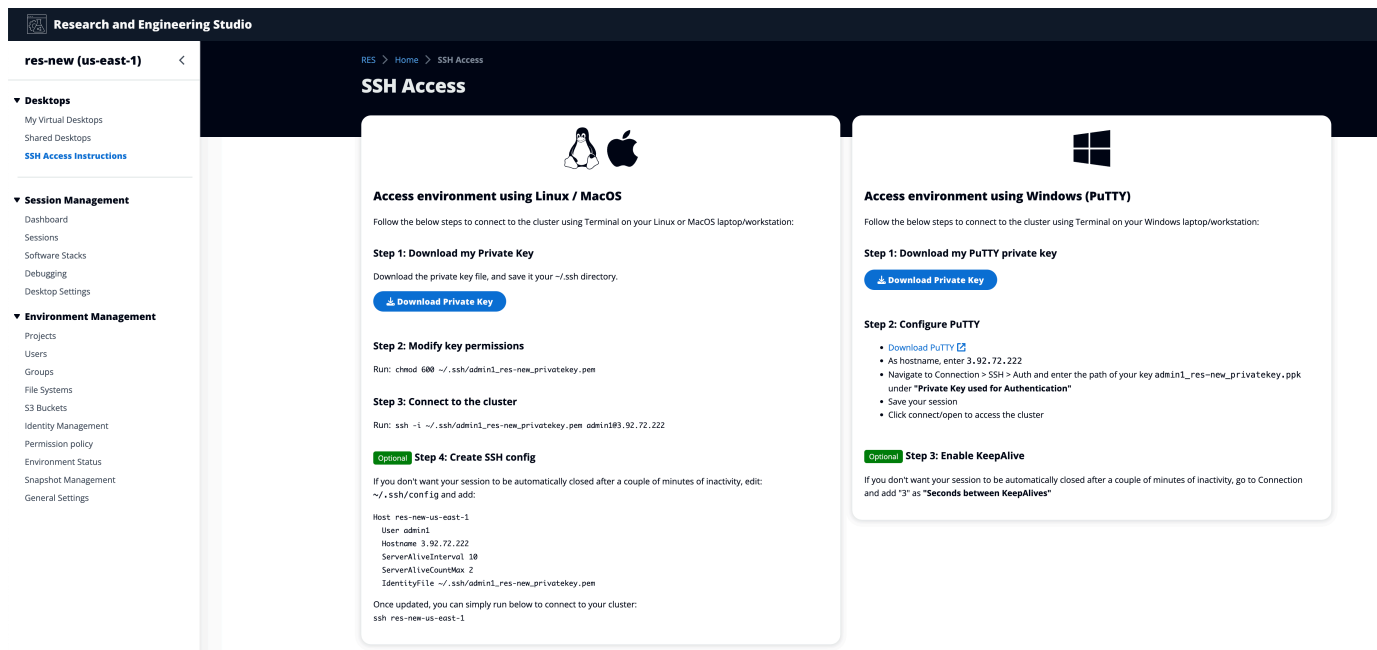 Research and Engineering Studio
res-new (us-east-1)
Desktops
My Virtual Desktops
Shared Desktops
SSH Access Instructions
Session Management
Dashboard
Sessions
Software Stacks
Debugging
Desktop Settings
Environment Management
Projects
Users
Groups
File Systems
S3 Buckets
Identity Management
Permission policy
Environment Status
Snapshot Management
General Settings
RES > Home > SSH Access
SSH Access
Access environment using Linux / MacOS
Follow the below steps to connect to the cluster using Terminal on your Linux or MacOS laptop/workstation:
Step 1: Download my Private Key
Download the private key file, and save it your ~/.ssh directory.
Download Private Key
Step 2: Modify key permissions
Run: chmod 600 ~/.ssh/admin1_res-new_privatekey.pem
Step 3: Connect to the cluster
Run: ssh -i ~/.ssh/admin1_res-new_privatekey.pem admin1@3.92.72.222
Optional Step 4: Create SSH config
If you don't want your session to be automatically closed after a couple of minutes of inactivity, edit:
~/.ssh/config and add:
Host res-new-us-east-1
User admin1
Hostname 3.92.72.222
ServerAliveInterval 10
ServerAliveCountMax 2
IdentityFile ~/.ssh/admin1_res-new_privatekey.pem
Once updated, you can simply run below to connect to your cluster:
ssh res-new-us-east-1
Access environment using Windows (PuTTY)
Follow the below steps to connect to the cluster using Terminal on your Windows laptop/workstation:
Step 1: Download my PuTTY private key
Download Private Key
Step 2: Configure PuTTY
• Download PuTTY
• As hostname, enter 3.92.72.222
• Navigate to Connection > SSH > Auth and enter the path of your key admin1_res-new_privatekey.ppk
under "Private Key used for Authentication"
• Save your session
• Click connect/open to access the cluster
Optional Step 3: Enable KeepAlive
If you don't want your session to be automatically closed after a couple of minutes of inactivity, go to Connection
and add "3" as "Seconds between KeepAlives"